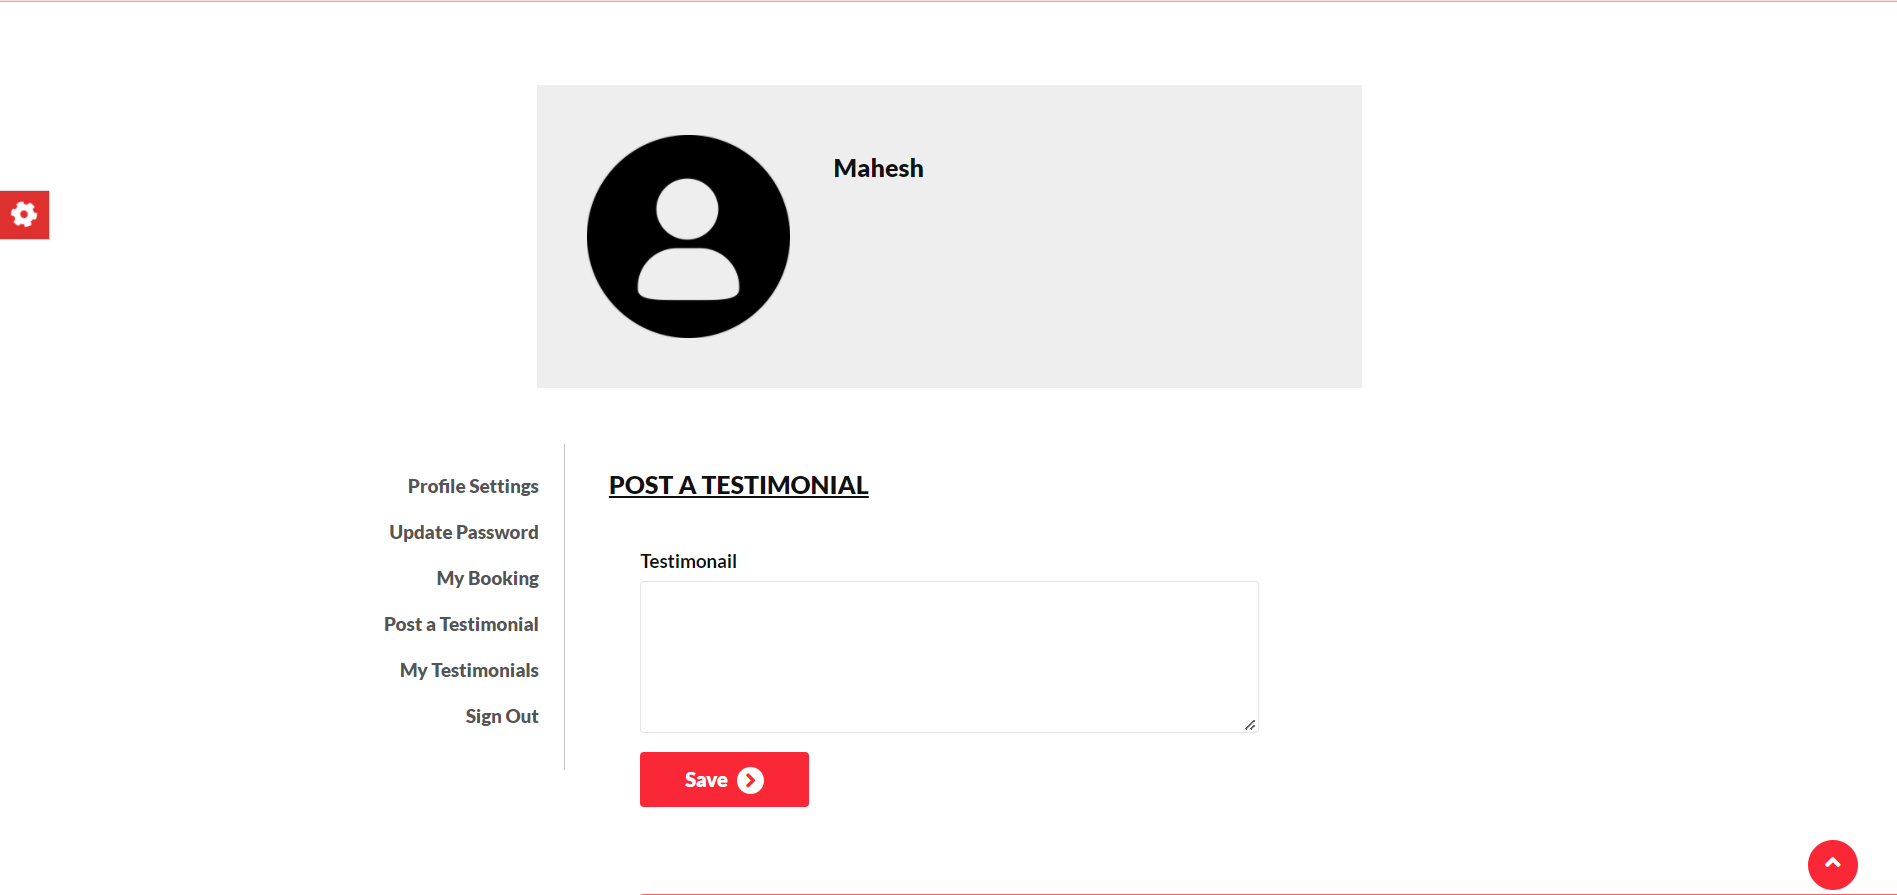 Mahesh
Profile Settings
Update Password
My Booking
Post a Testimonial
My Testimonials
Sign Out
POST A TESTIMONIAL
Testimonail
Save